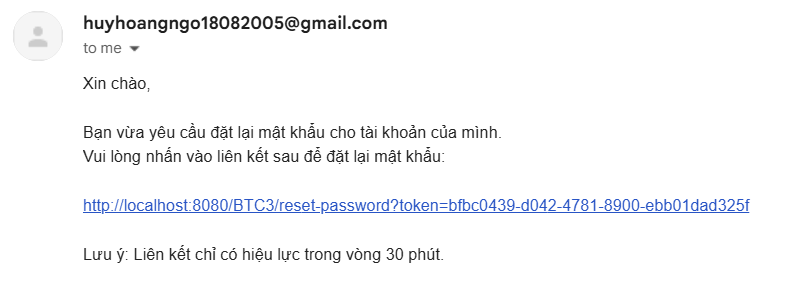 huyhoangngo18082005@gmail.com
to me
Xin chào,
Bạn vừa yêu cầu đặt lại mật khẩu cho tài khoản của mình.
Vui lòng nhấn vào liên kết sau để đặt lại mật khẩu:
http://localhost:8080/BTC3/reset-password?token=bfbc0439-d042-4781-8900-ebb01dad325f
Lưu ý: Liên kết chỉ có hiệu lực trong vòng 30 phút.